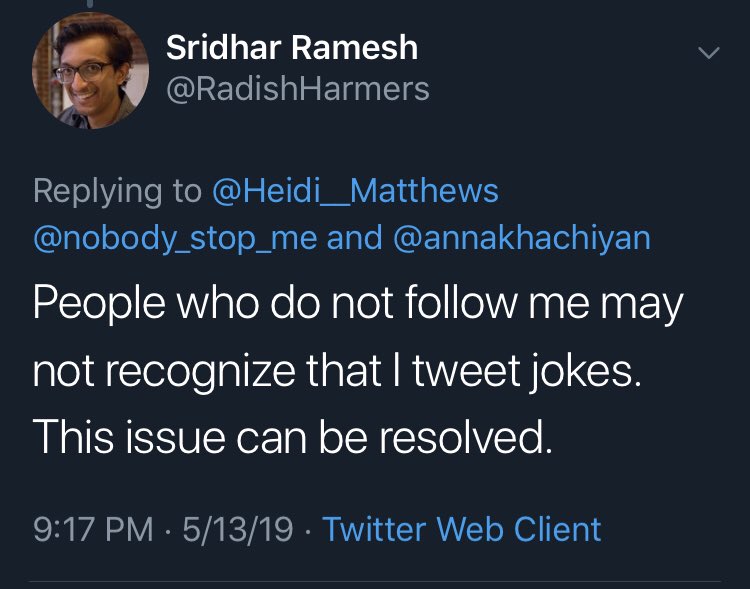 Sridhar Ramesh
@RadishHarmers
Replying to @Heidi__Matthews
@nobody_stop_me and @annakhachiyan
People who do not follow me may
not recognize that I tweet jokes.
This issue can be resolved.
9:17 PM · 5/13/19 · Twitter Web Client